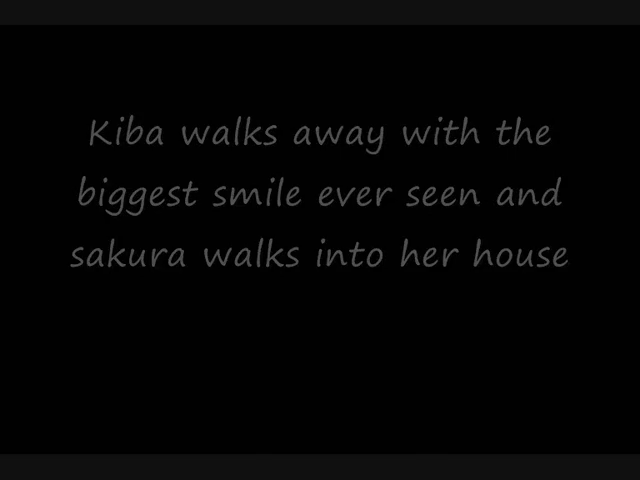 Kiba walks away with the
biggest smile ever seen and
sakura walks into her house